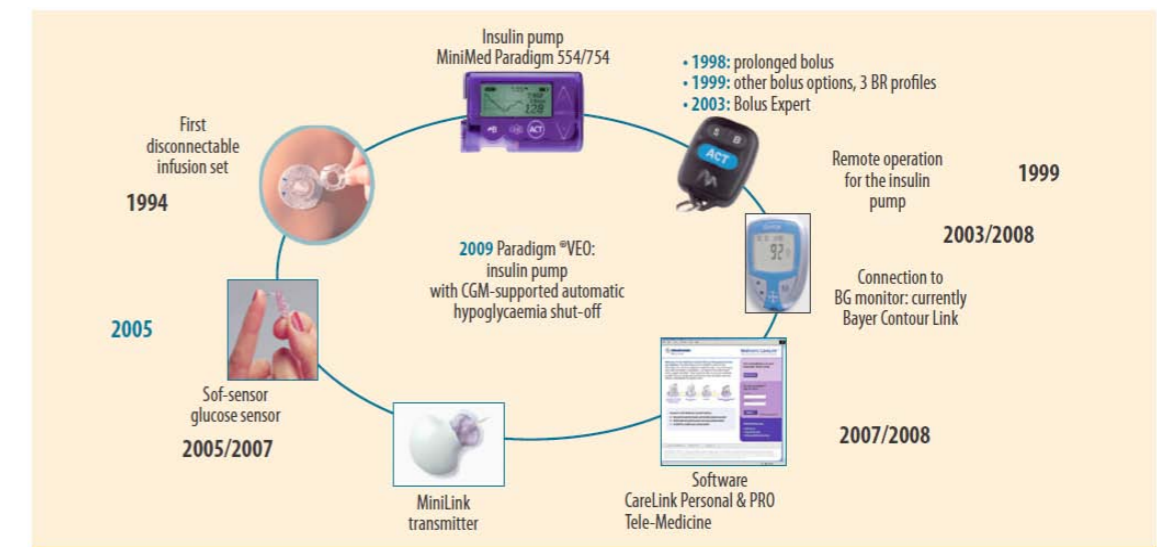 Insulin pump
MiniMed Paradigm 554/754
• 1998: prolonged bolus
• 1999: other bolus options, 3 BR profiles
• 2003: Bolus Expert
First
disconnectable
infusion set
1994
ACT
S B
ACT
Remote operation
for the insulin
pump
1999
2003/2008
92
2009 Paradigm ®VEO:
insulin pump
with CGM-supported automatic
hypoglycaemia shut-off
Connection to
BG monitor: currently
Bayer Contour Link
2005
Sof-sensor
glucose sensor
2005/2007
2007/2008
MiniLink
transmitter
Software
CareLink Personal & PRO
Tele-Medicine